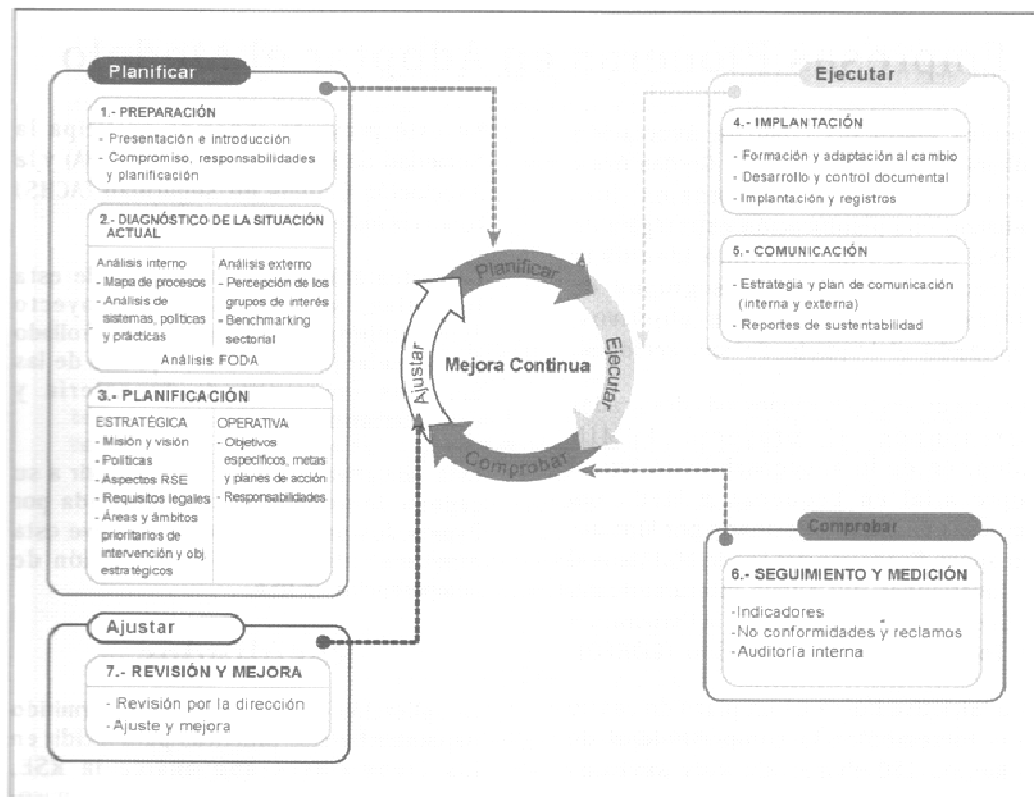 Planificar
1.- PREPARACIÓN
- Presentación e introducción
- Compromiso, responsabilidades
y planificación
2.- DIAGNÓSTICO DE LA SITUACIÓN
ACTUAL
Análisis interno
- Mapa de procesos
- Análisis de
sistemas, políticas
y prácticas
Análisis externo
- Percepción de los
grupos de interés
- Benchmarking
sectorial
Análisis FODA
3.- PLANIFICACIÓN
ESTRATÉGICA
- Misión y visión
- Políticas
- Aspectos RSE
- Requisitos legales
- Áreas y ámbitos
prioritarios de
intervención y obj.
estratégicos
OPERATIVA
- Objetivos
específicos, metas
y planes de acción
- Responsabilidades
Ajustar
7.- REVISIÓN Y MEJORA
- Revisión por la dirección
- Ajuste y mejora
Planificar
Ejecutar
Comprobar
Ajustar
Mejora Continua
Ejecutar
4.- IMPLANTACIÓN
- Formación y adaptación al cambio
- Desarrollo y control documental
- Implantación y registros
5.- COMUNICACIÓN
- Estrategia y plan de comunicación
(interna y externa)
- Reportes de sustentabilidad
Comprobar
6.- SEGUIMIENTO Y MEDICIÓN
-Indicadores
-No conformidades y reclamos
-Auditoría interna